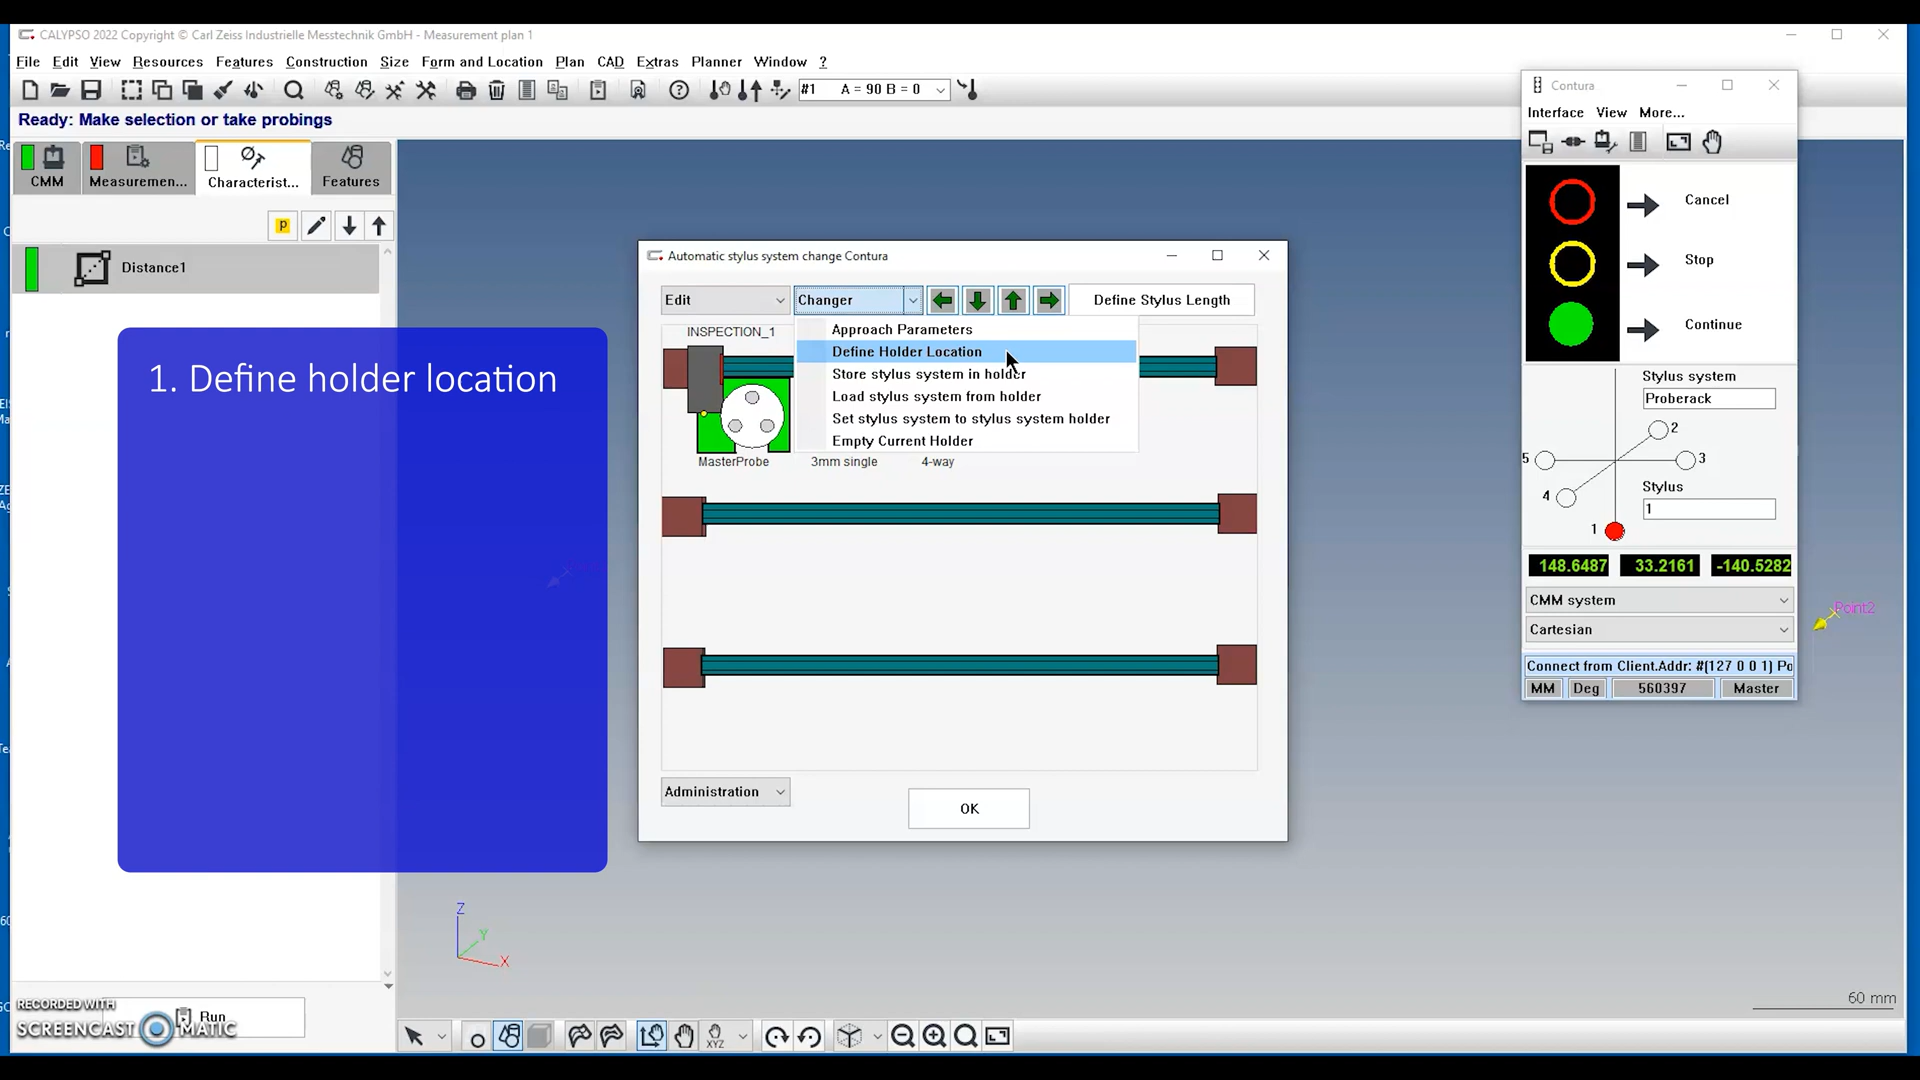 CALYPSO 2022 Copyright © Carl Zeiss Industrielle Messtechnik GmbH - Measurement plan 1
File Edit View Resources Features Construction Size Form and Location Plan CAD Extras Planner Window ?
#1 A = 90 B = 0
Ready: Make selection or take probings
CMM
Measuremen...
Characterist...
Features
p
Distance1
1. Define holder location
Automatic stylus system change Contura
Edit
Changer
Define Stylus Length
INSPECTION_1
Approach Parameters
Define Holder Location
Store stylus system in holder
Load stylus system from holder
Set stylus system to stylus system holder
Empty Current Holder
MasterProbe 3mm single 4-way
Administration
OK
Contura
Interface View More...
Cancel
Stop
Continue
Stylus system
Proberack
2
5
3
4
Stylus
1
1
148.6487 33.2161 -140.5282
CMM system
Cartesian
Connect from Client.Addr: #(127 0 0 1) Po
MM Deg 560397 Master
Point2
Z
Y
X
60 mm
Run
RECORDED WITH
SCREENCAST MATIC
XYZ